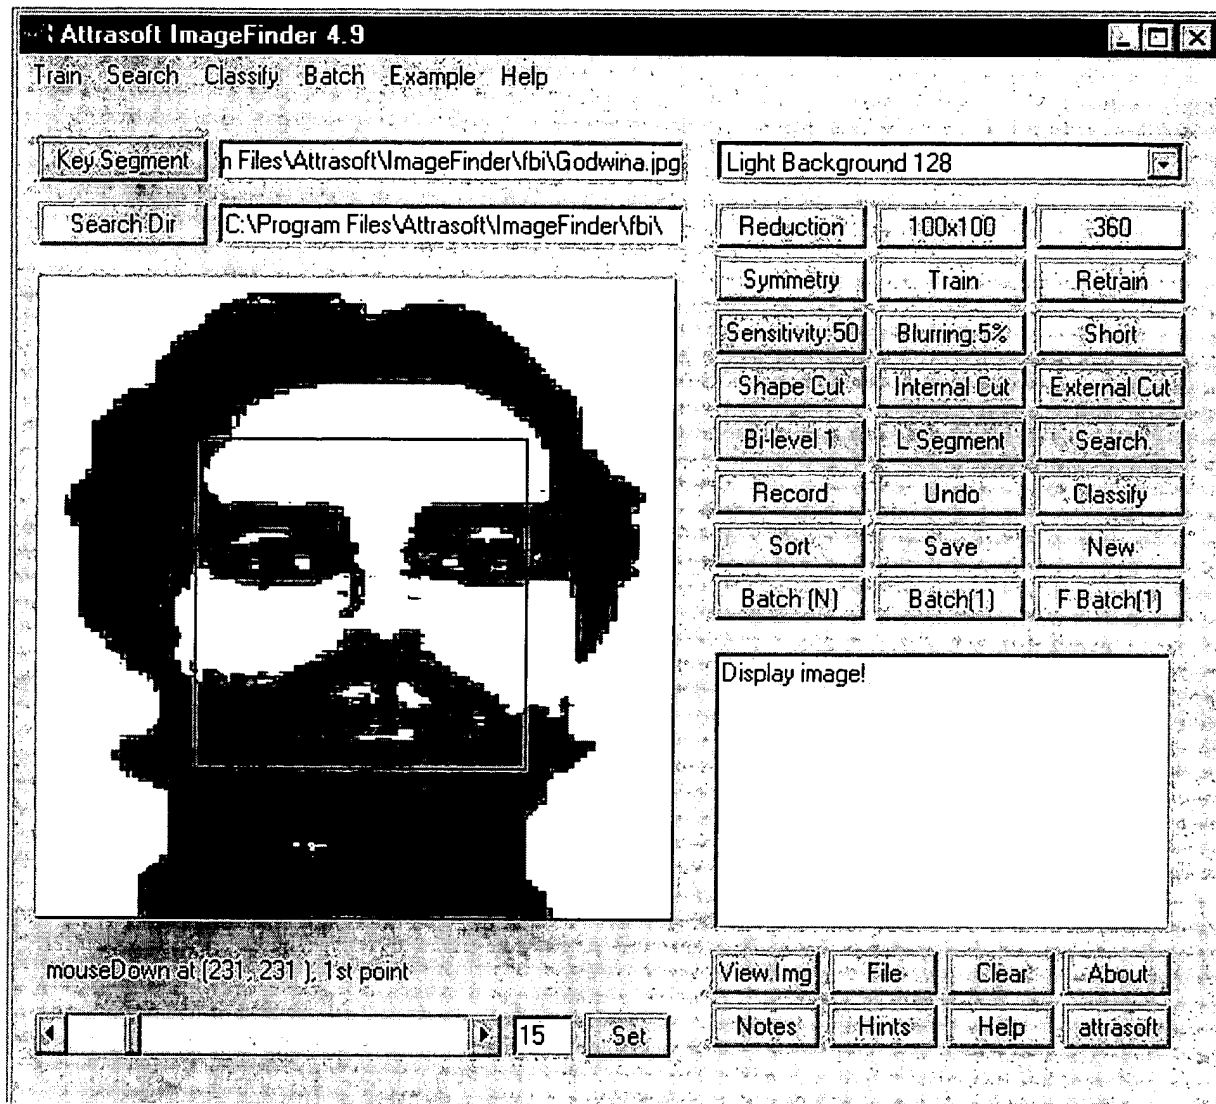 Attrasoft ImageFinder 4.9
Train Search Classify Batch Example Help
Key Segment n Files\Attrasoft\ImageFinder\fbi\Godwina.jpg Light Background 128
Search Dir C:\Program Files\Attrasoft\ImageFinder\fbi\
Reduction 100x100 360
Symmetry Train Retrain
Sensitivity:50 Blurring:5% Short
Shape Cut Internal Cut External Cut
Bi-level 1 L Segment Search
Record Undo Classify
Sort Save New
Batch (N) Batch(1) F Batch(1)
Display image!
mouseDown at (231, 231 ), 1st point
15 Set
View Img File Clear About
Notes Hints Help attrasoft